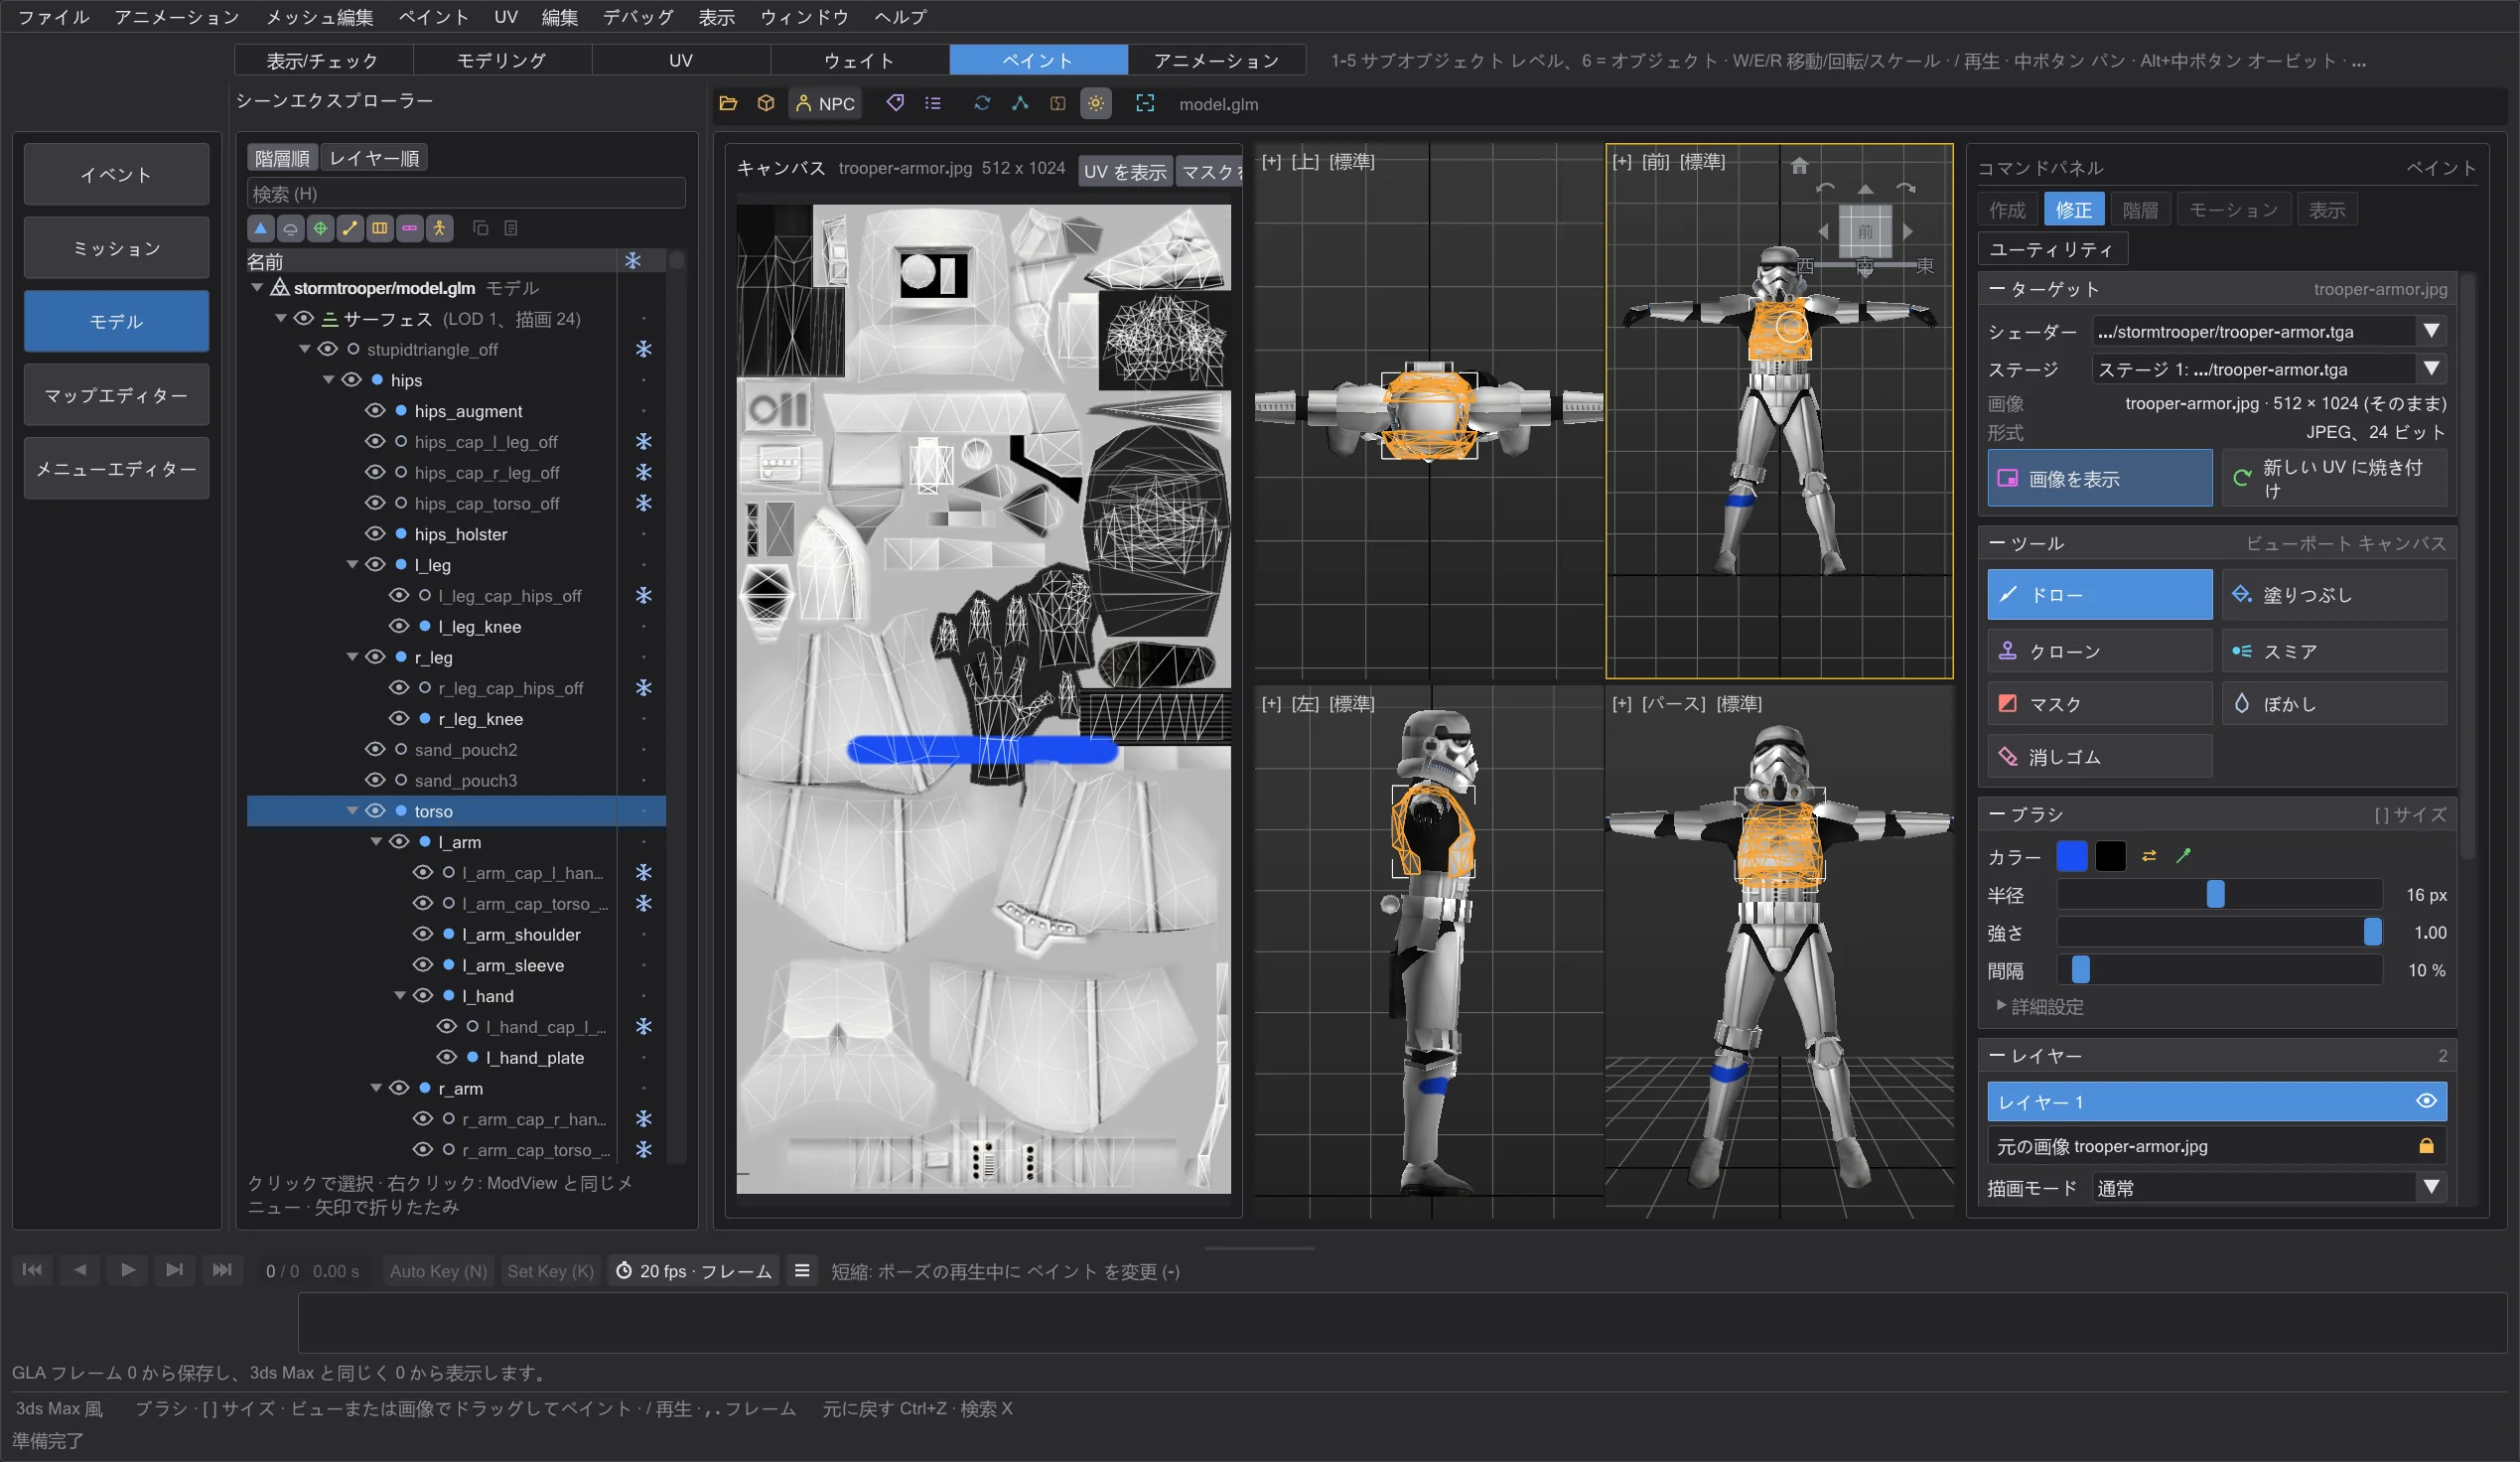 ファイル アニメーション メッシュ編集 ペイント UV 編集 デバッグ 表示 ウィンドウ ヘルプ
表示/チェック モデリング UV ウェイト ペイント アニメーション 1-5 サブオブジェクト レベル、6 = オブジェクト · W/E/R 移動/回転/スケール · / 再生 · 中ボタン パン · Alt+中ボタン オービット · ...
シーンエクスプローラー
NPC model.glm
イベント
ミッション
モデル
マップエディター
メニューエディター
階層順 レイヤー順
検索 (H)
名前
stormtrooper/model.glm モデル
サーフェス (LOD 1、描画 24)
stupidtriangle_off
hips
hips_augment
hips_cap_l_leg_off
hips_cap_r_leg_off
hips_cap_torso_off
hips_holster
l_leg
l_leg_cap_hips_off
l_leg_knee
r_leg
r_leg_cap_hips_off
r_leg_knee
sand_pouch2
sand_pouch3
torso
l_arm
l_arm_cap_l_han...
l_arm_cap_torso_...
l_arm_shoulder
l_arm_sleeve
l_hand
l_hand_cap_l_...
l_hand_plate
r_arm
r_arm_cap_r_han...
r_arm_cap_torso_...
クリックで選択 · 右クリック: ModView と同じメ
ニュー · 矢印で折りたたみ
キャンバス trooper-armor.jpg 512 x 1024 UV を表示 マスクを
[+] [上] [標準]
[+] [前] [標準]
前
西 南 東
[+] [左] [標準]
[+] [パース] [標準]
コマンドパネル ペイント
作成 修正 階層 モーション 表示
ユーティリティ
ターゲット trooper-armor.jpg
シェーダー .../stormtrooper/trooper-armor.tga
ステージ ステージ 1: .../trooper-armor.tga
画像 trooper-armor.jpg · 512 × 1024 (そのまま)
形式 JPEG、24 ビット
画像を表示 新しい UV に焼き付
け
ツール ビューポート キャンバス
ドロー 塗りつぶし
クローン スミア
マスク ぼかし
消しゴム
ブラシ [ ] サイズ
カラー
半径 16 px
強さ 1.00
間隔 10 %
詳細設定
レイヤー 2
レイヤー 1
元の画像 trooper-armor.jpg
描画モード 通常
0 / 0 0.00 s Auto Key (N) Set Key (K) 20 fps · フレーム 短縮: ポーズの再生中に ペイント を変更 (-)
GLA フレーム 0 から保存し、3ds Max と同じく 0 から表示します。
3ds Max 風 ブラシ · [ ] サイズ · ビューまたは画像でドラッグしてペイント · / 再生 · , . フレーム 元に戻す Ctrl+Z · 検索 X
準備完了